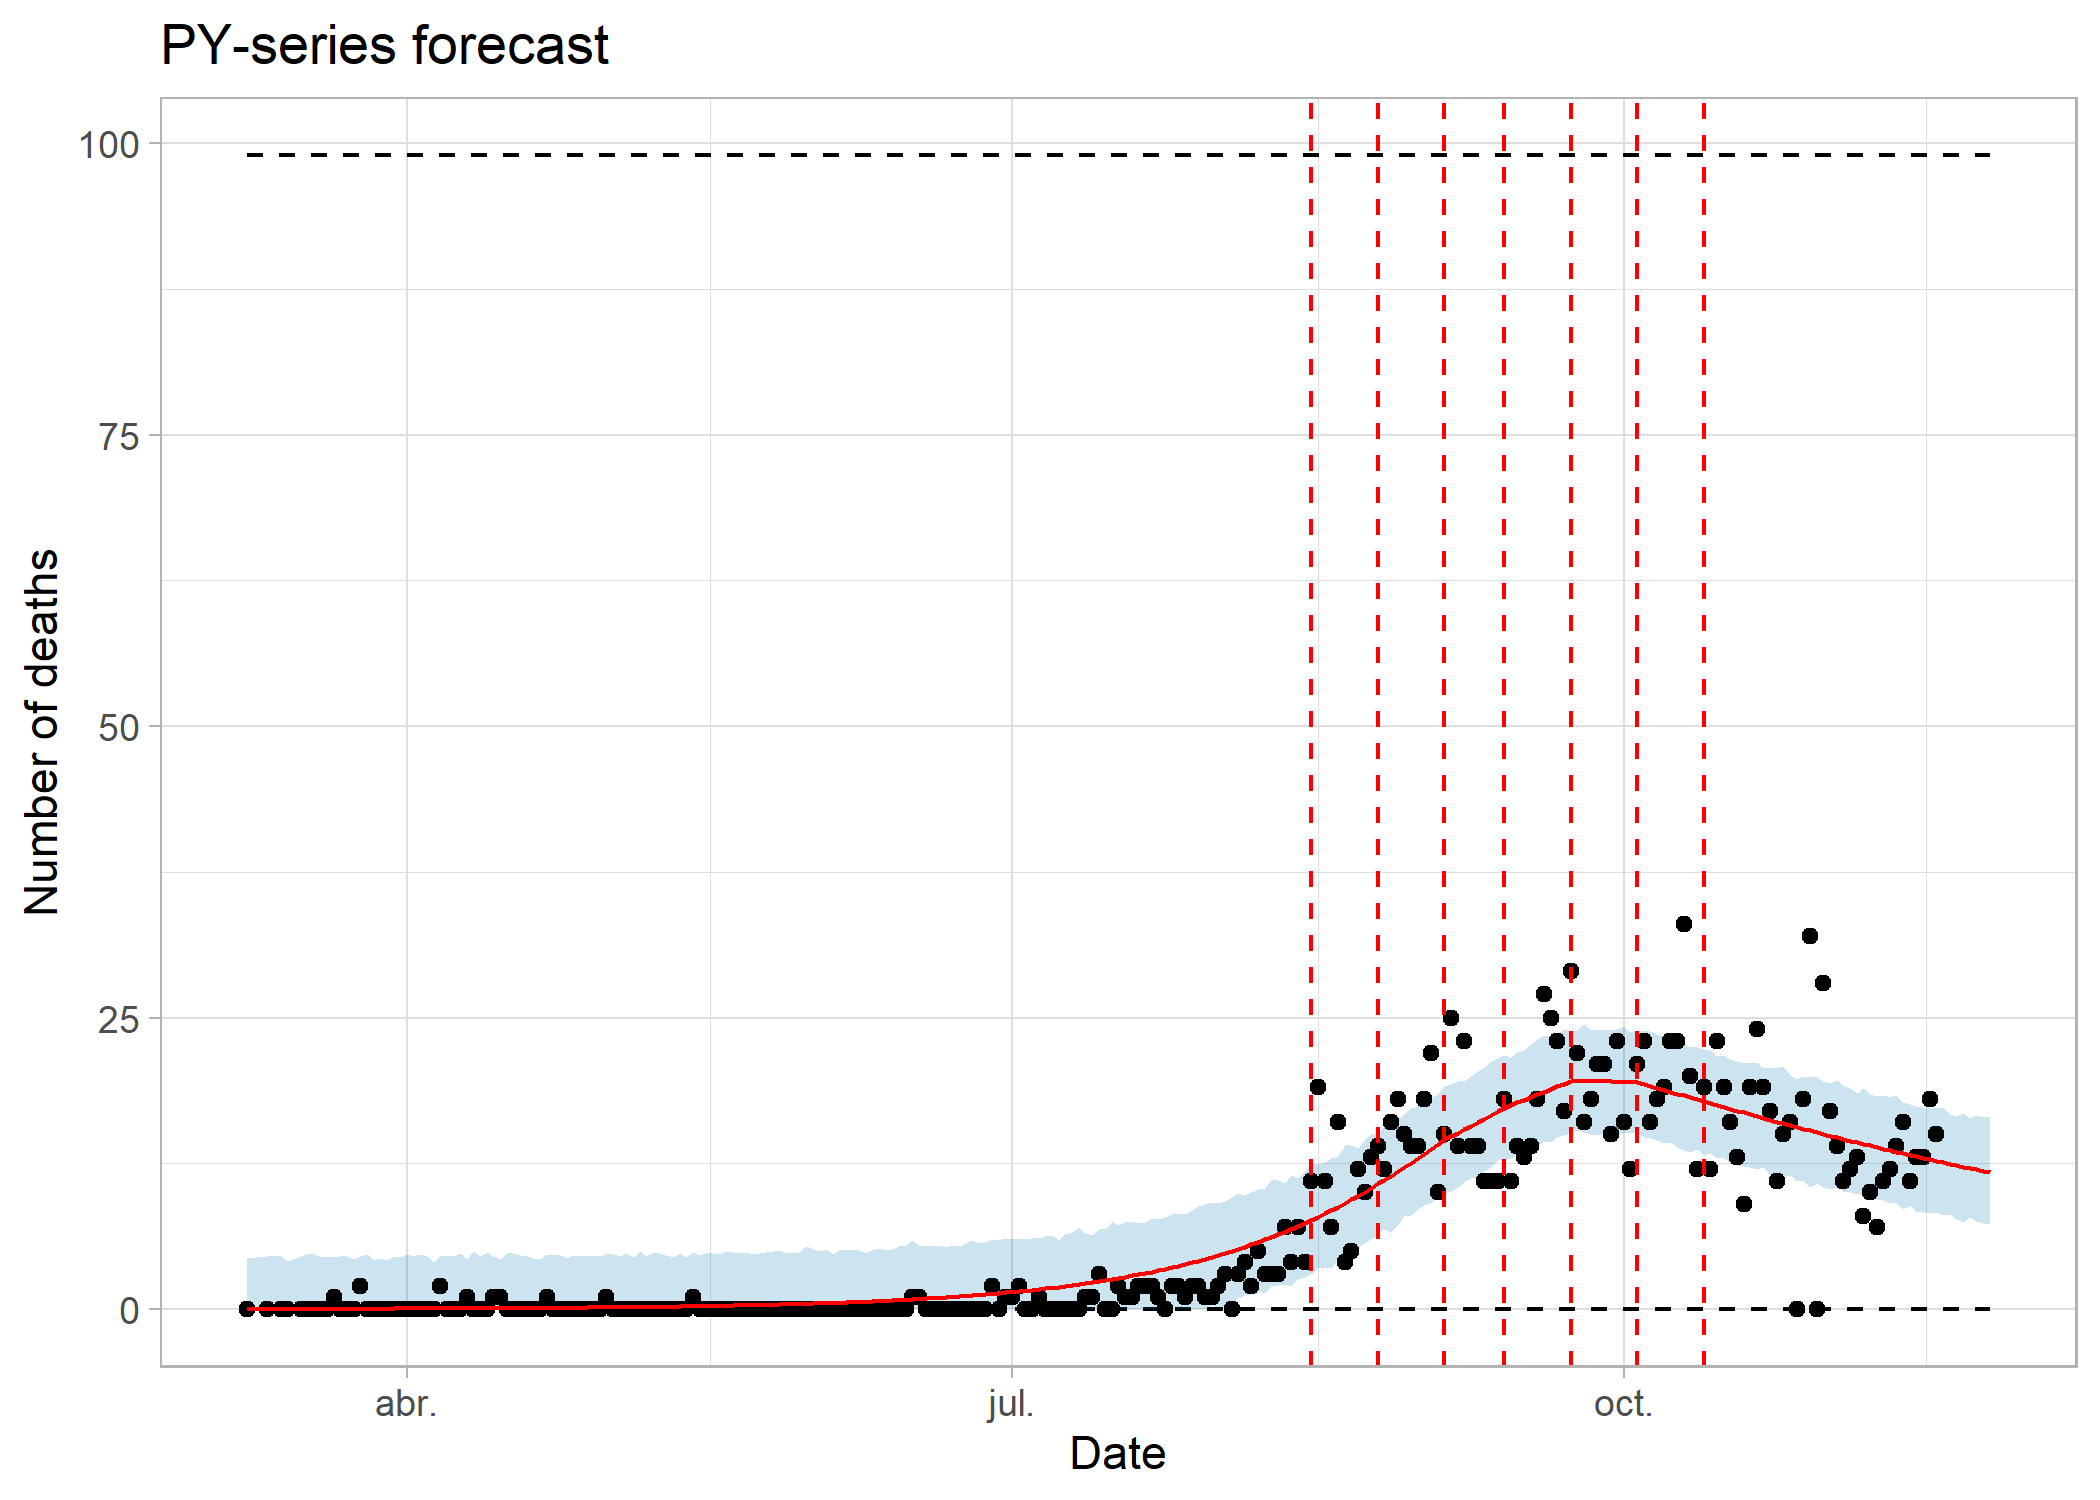 PY-series forecast
100
75
50
25
0
Number of deaths
abr.
jul.
oct.
Date